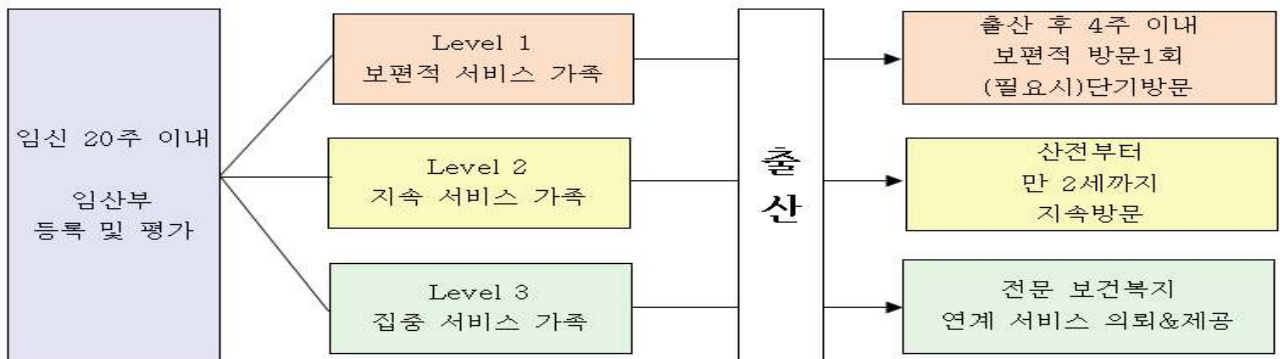 임신 20주 이내
임산부
등록 및 평가
Level 1
보편적 서비스 가족
Level 2
지속 서비스 가족
Level 3
집중 서비스 가족
출
산
출산 후 4주 이내
보편적 방문1회
(필요시)단기방문
산전부터
만 2세까지
지속방문
전문 보건복지
연계 서비스 의뢰&제공